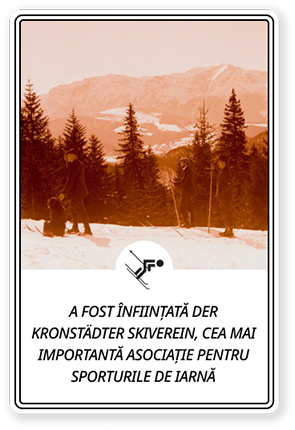 A FOST ÎNFIINȚATĂ DER
KRONSTÄDTER SKIVEREIN, CEA MAI
IMPORTANTĂ ASOCIAȚIE PENTRU
SPORTURILE DE IARNĂ